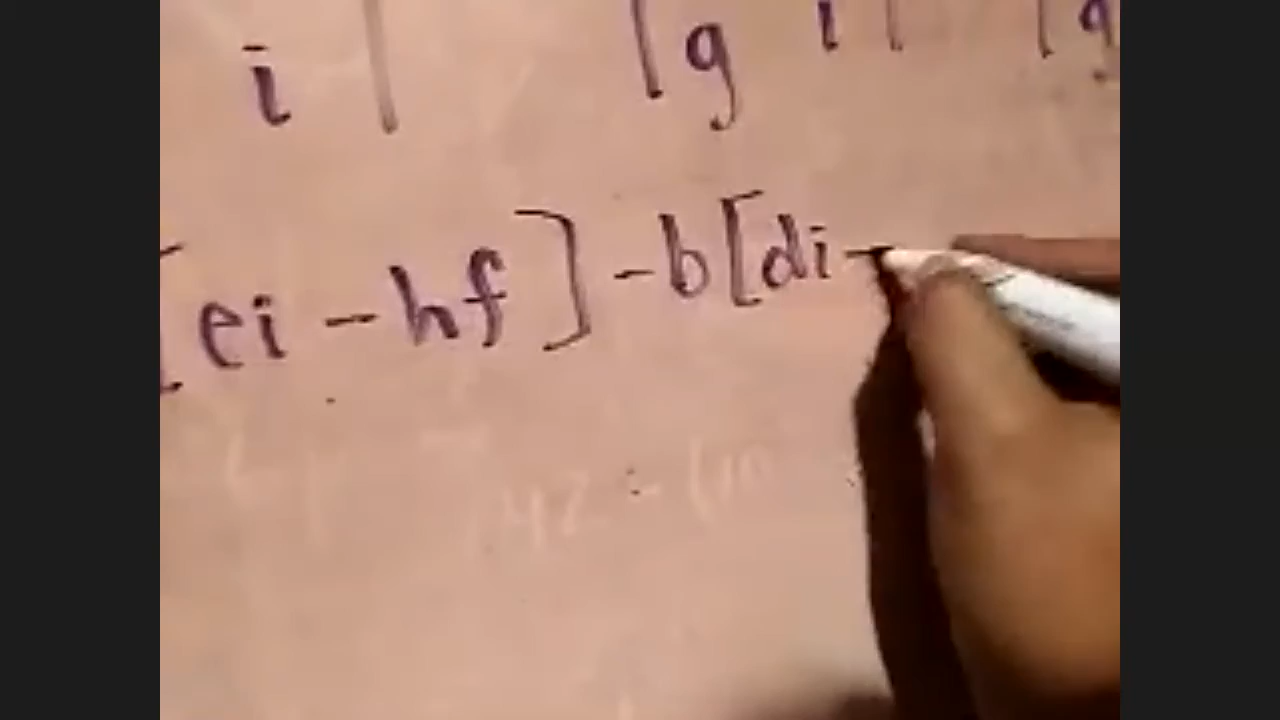 i | | g i | | g
[ei - hf] - b[di -